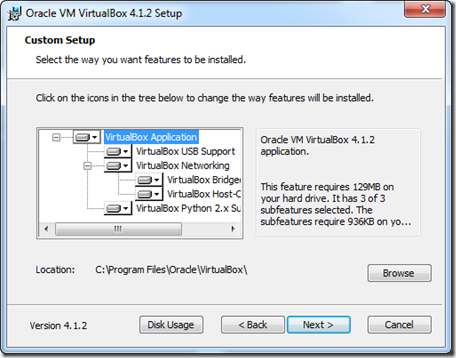 Oracle VM VirtualBox 4.1.2 Setup
Custom Setup
Select the way you want features to be installed.
Click on the icons in the tree below to change the way features will be installed.
VirtualBox Application
VirtualBox USB Support
VirtualBox Networking
VirtualBox Bridge
VirtualBox Host-C
VirtualBox Python 2.x Su
Oracle VM VirtualBox 4.1.2
application.
This feature requires 129MB on
your hard drive. It has 3 of 3
subfeatures selected. The
subfeatures require 936KB on yo...
Location: C:\Program Files\Oracle\VirtualBox\
Browse
Version 4.1.2
Disk Usage
< Back
Next >
Cancel